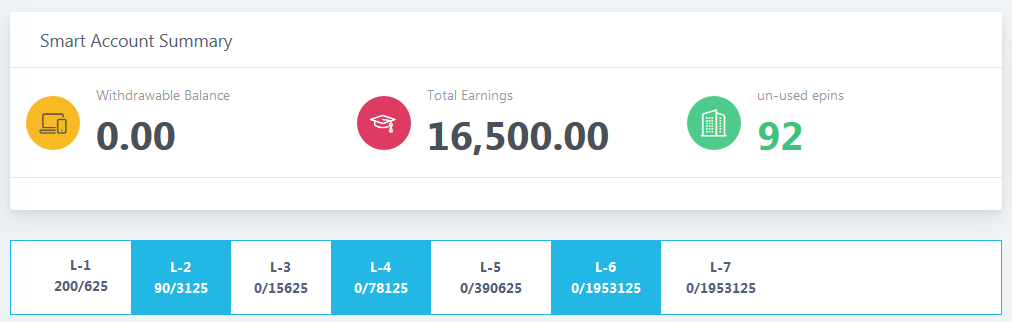 Smart Account Summary
Withdrawable Balance
0.00
Total Earnings
16,500.00
un-used epins
92
L-1
200/625
L-2
90/3125
L-3
0/15625
L-4
0/78125
L-5
0/390625
L-6
0/1953125
L-7
0/1953125